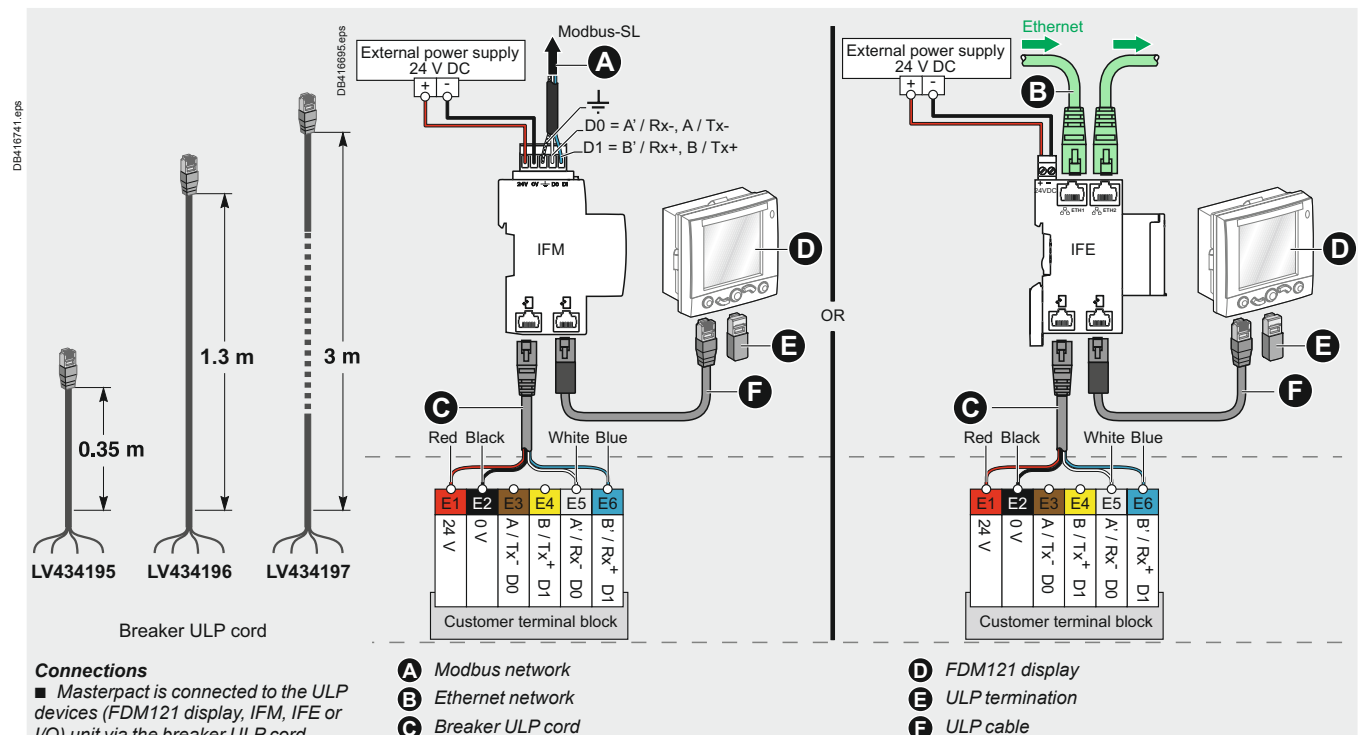 DB416741.eps
0.35 m
1.3 m
3 m
LV434195
LV434196
LV434197
Breaker ULP cord
Connections
■ Masterpact is connected to the ULP
devices (FDM121 display, IFM, IFE or
I/O) unit via the breaker ULP cord
DB416695.eps
External power supply
24 V DC
+ -
Modbus-SL
A
D0 = A' / Rx-, A / Tx-
D1 = B' / Rx+, B / Tx+
24V 0V D0 D1
IFM
D
E
F
C
Red Black White Blue
E1 E2 E3 E4 E5 E6
24 V
0 V
A / Tx- D0
B / Tx+ D1
A' / Rx- D0
B' / Rx+ D1
Customer terminal block
OR
Ethernet
External power supply
24 V DC
+ -
B
+ -
24VDC
ETH1 ETH2
IFE
D
E
F
C
Red Black White Blue
E1 E2 E3 E4 E5 E6
24 V
0 V
A / Tx- D0
B / Tx+ D1
A' / Rx- D0
B' / Rx+ D1
Customer terminal block
A Modbus network
B Ethernet network
C Breaker ULP cord
D FDM121 display
E ULP termination
F ULP cable